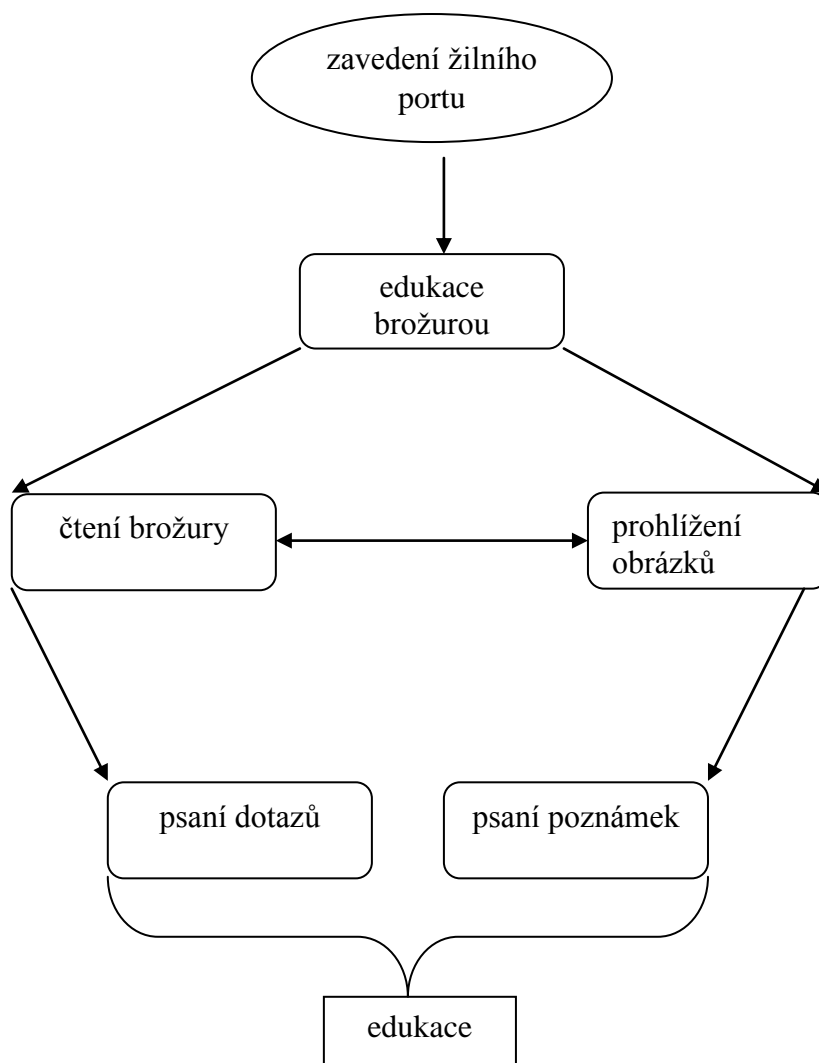 zavedení žilního
portu
edukace
brožurou
čtení brožury
prohlížení
obrázků
psaní dotazů
psaní poznámek
edukace